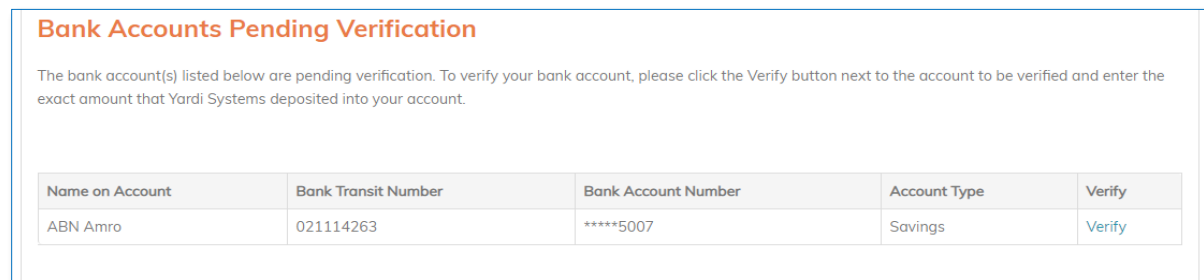 Bank Accounts Pending Verification
The bank account(s) listed below are pending verification. To verify your bank account, please click the Verify button next to the account to be verified and enter the
exact amount that Yardi Systems deposited into your account.
Name on Account Bank Transit Number Bank Account Number Account Type Verify
ABN Amro 021114263 *****5007 Savings Verify